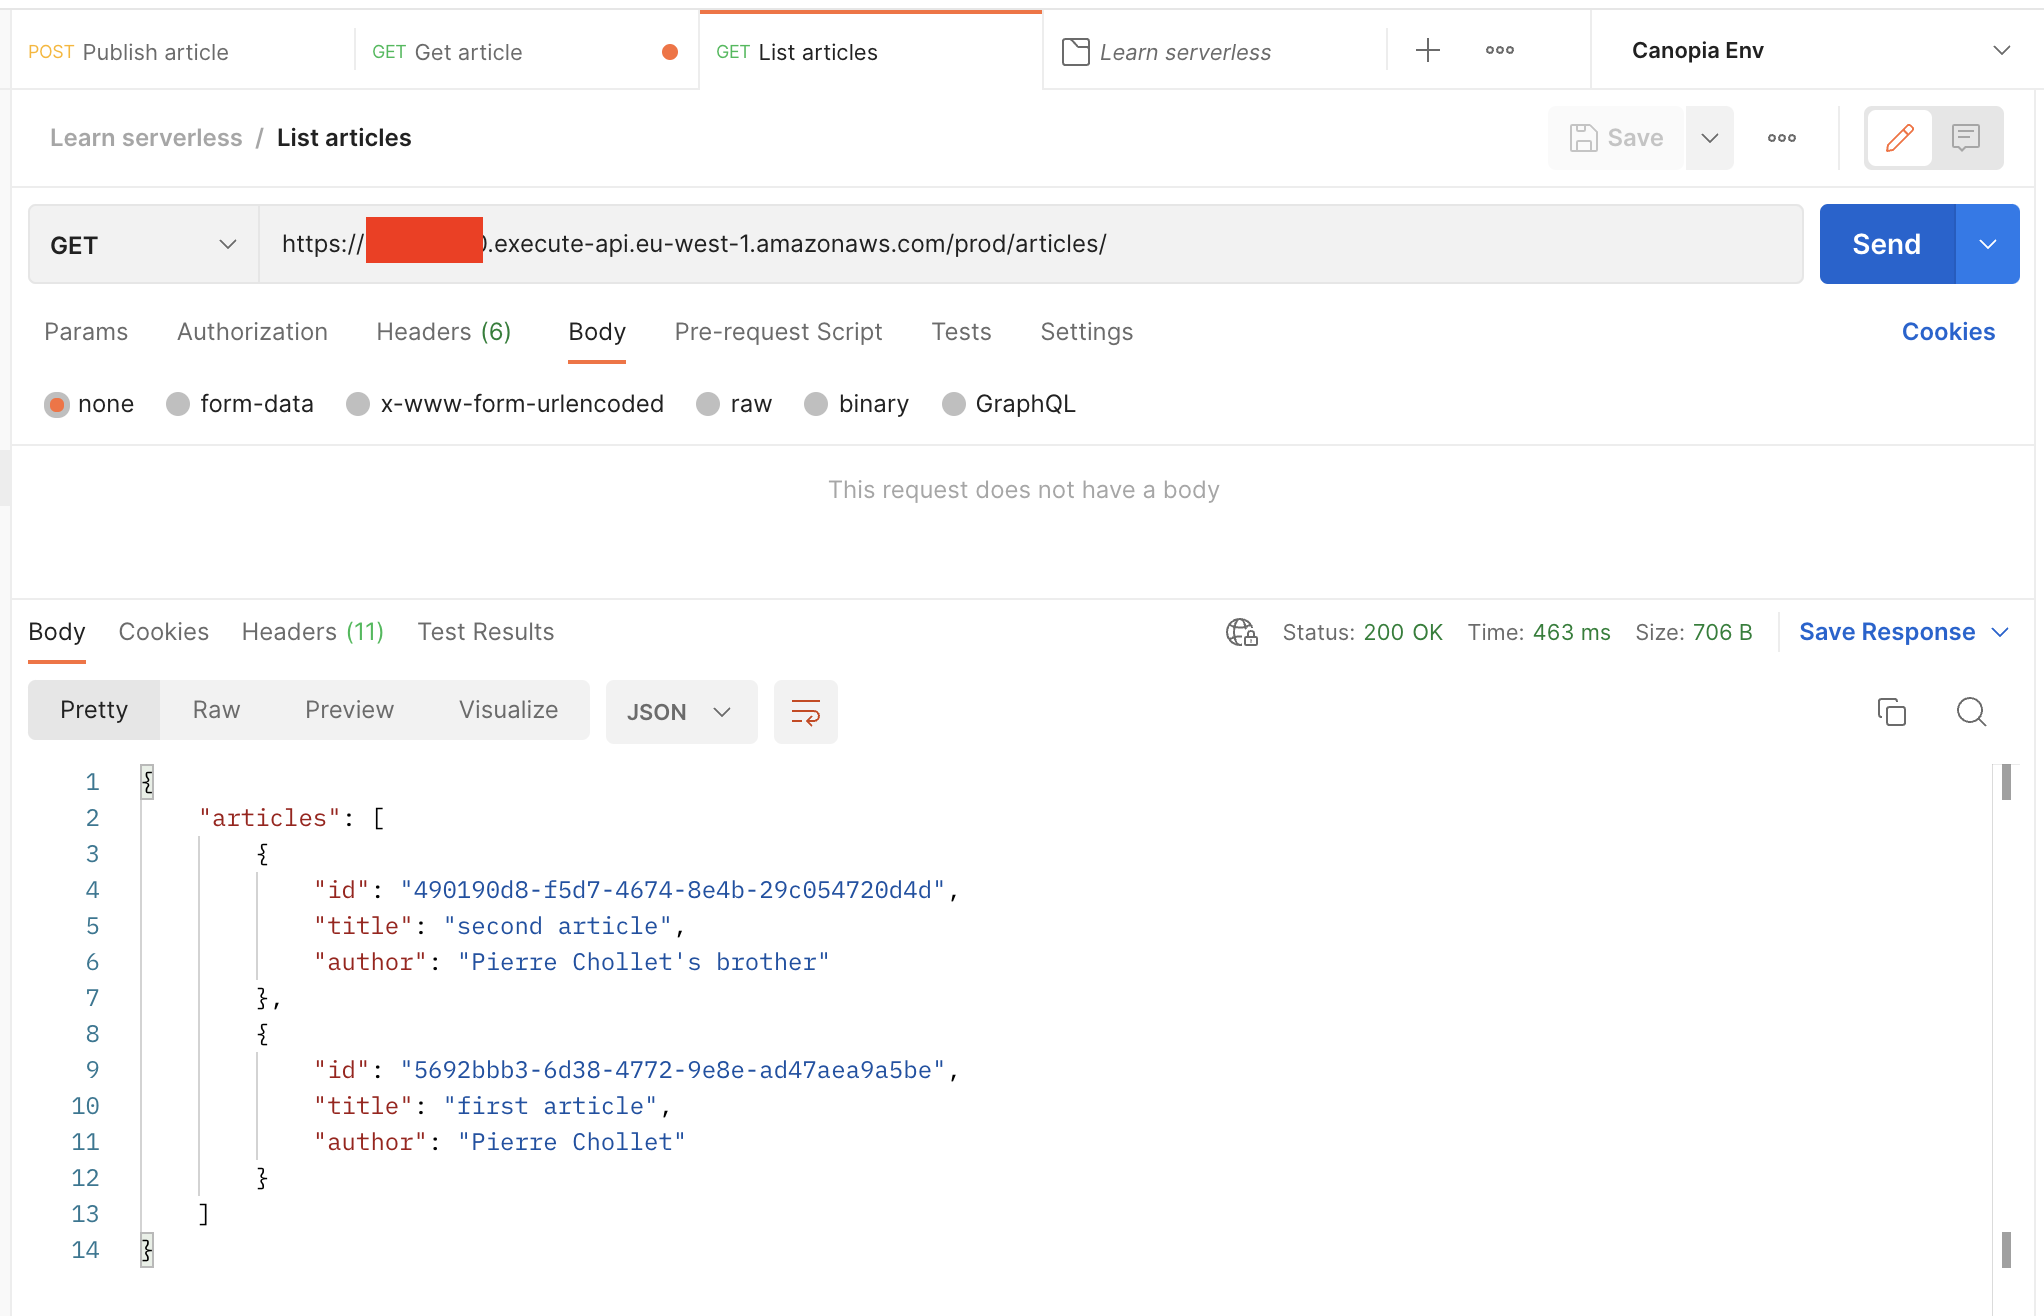 POST Publish article
GET Get article
GET List articles
Learn serverless
Canopia Env
Learn serverless / List articles
Save
GET
https:// .execute-api.eu-west-1.amazonaws.com/prod/articles/
Send
Params Authorization Headers (6) Body Pre-request Script Tests Settings Cookies
none form-data x-www-form-urlencoded raw binary GraphQL
This request does not have a body
Body Cookies Headers (11) Test Results Status: 200 OK Time: 463 ms Size: 706 B Save Response
Pretty Raw Preview Visualize JSON
1 {
2 "articles": [
3 {
4 "id": "490190d8-f5d7-4674-8e4b-29c054720d4d",
5 "title": "second article",
6 "author": "Pierre Chollet's brother"
7 },
8 {
9 "id": "5692bbb3-6d38-4772-9e8e-ad47aea9a5be",
10 "title": "first article",
11 "author": "Pierre Chollet"
12 }
13 ]
14 }